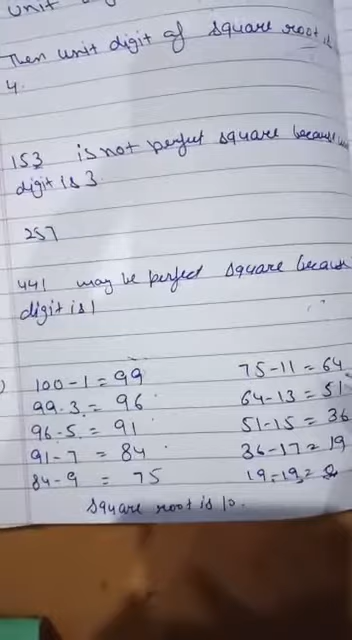 unit
Then unit digit of square root is
4.
153 is not perfect square because
digit is 3
257
441 may be perfect square because
digit is 1
100 - 1 = 99
99 - 3 = 96
96 - 5 = 91
91 - 7 = 84
84 - 9 = 75
75 - 11 = 64
64 - 13 = 51
51 - 15 = 36
36 - 17 = 19
19 - 19 = 0
Square root is 10.